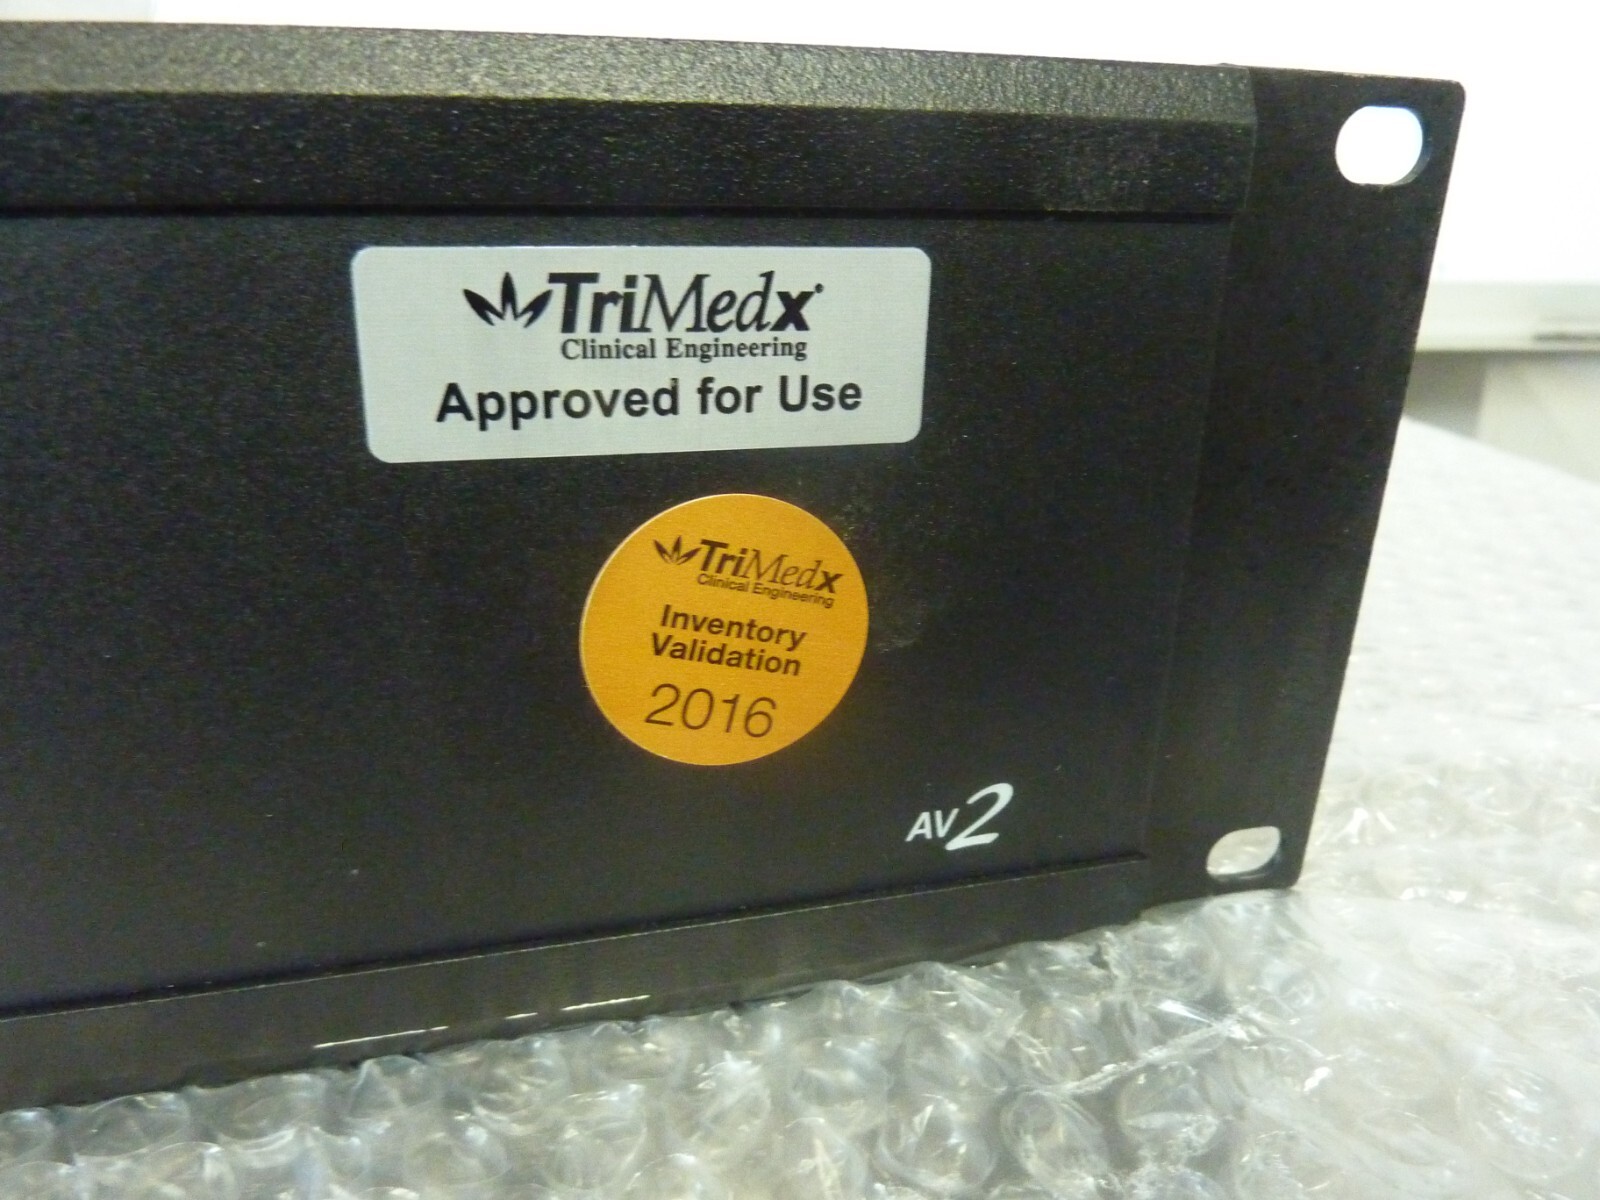 TriMedx
Clinical Engineering
Approved for Use
TriMedx
Clinical Engineering
Inventory
Validation
2016
AV2